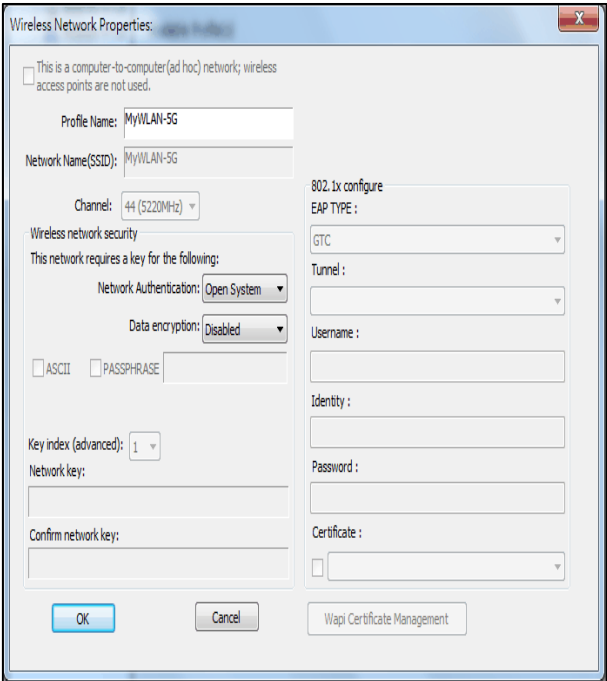 Wireless Network Properties:
This is a computer-to-computer(ad hoc) network; wireless
access points are not used.
Profile Name: MyWLAN-5G
Network Name(SSID): MyWLAN-5G
Channel: 44 (5220MHz)
Wireless network security
This network requires a key for the following:
Network Authentication: Open System
Data encryption: Disabled
ASCII PASSPHRASE
Key index (advanced): 1
Network key:
Confirm network key:
802.1x configure
EAP TYPE :
GTC
Tunnel :
Username :
Identity :
Password :
Certificate :
OK Cancel Wapi Certificate Management